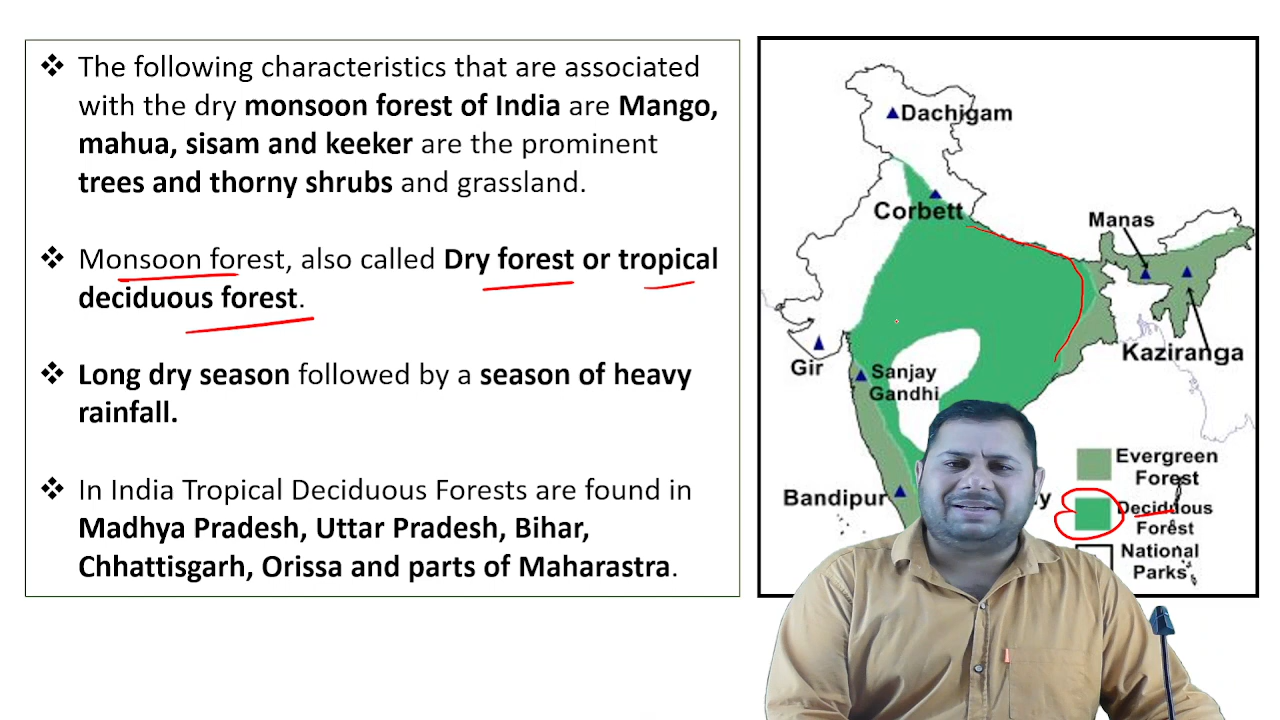 ❖ The following characteristics that are associated
with the dry monsoon forest of India are Mango,
mahua, sisam and keeker are the prominent
trees and thorny shrubs and grassland.
❖ Monsoon forest, also called Dry forest or tropical
deciduous forest.
❖ Long dry season followed by a season of heavy
rainfall.
❖ In India Tropical Deciduous Forests are found in
Madhya Pradesh, Uttar Pradesh, Bihar,
Chhattisgarh, Orissa and parts of Maharastra.
Dachigam
Corbett
Manas
Kaziranga
Gir
Sanjay
Gandhi
Bandipur
Evergreen
Forest
Deciduous
Forest
National
Parks